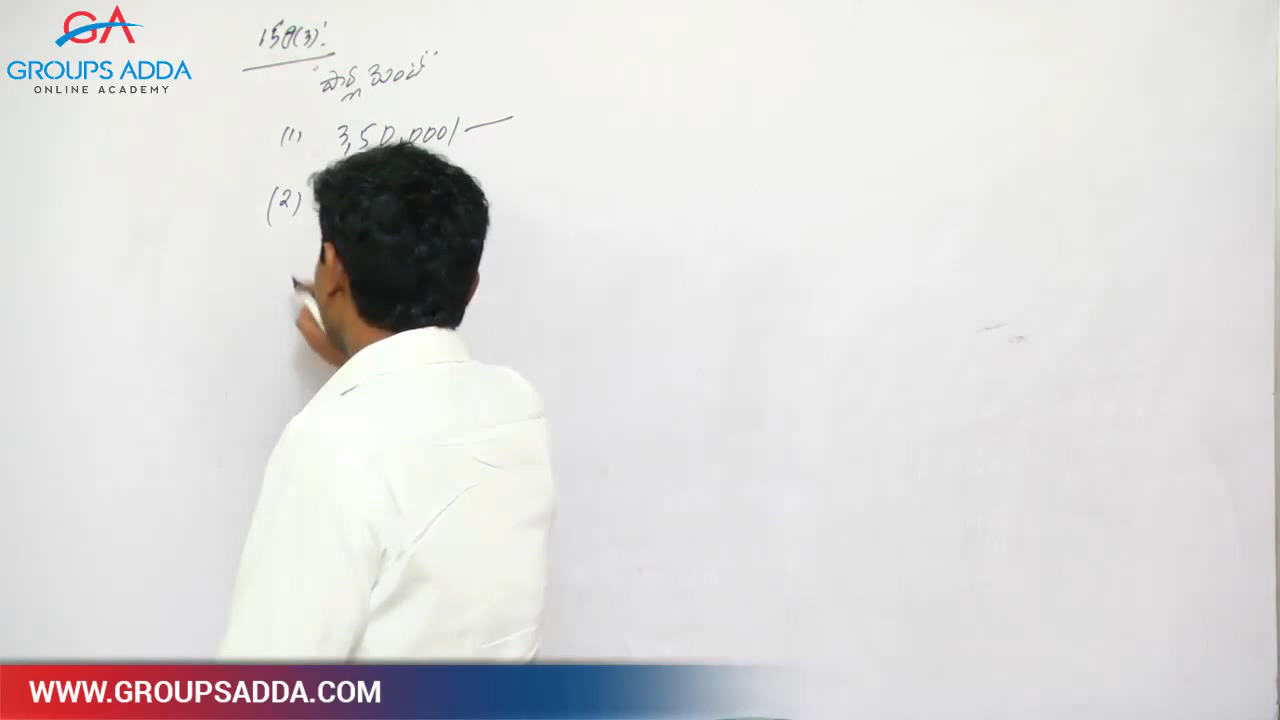 GA
GROUPS ADDA
ONLINE ACADEMY
158(3):
"పార్లమెంట్"
(1) 3,50,000/-
(2)
WWW.GROUPSADDA.COM